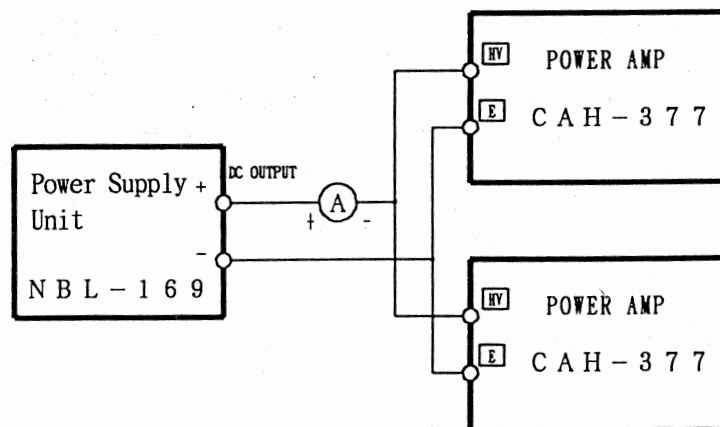 HV
POWER AMP
E
CAH-377
DC OUTPUT
Power Supply +
Unit
A
+ -
-
NBL-169
HV
POWER AMP
E
CAH-377